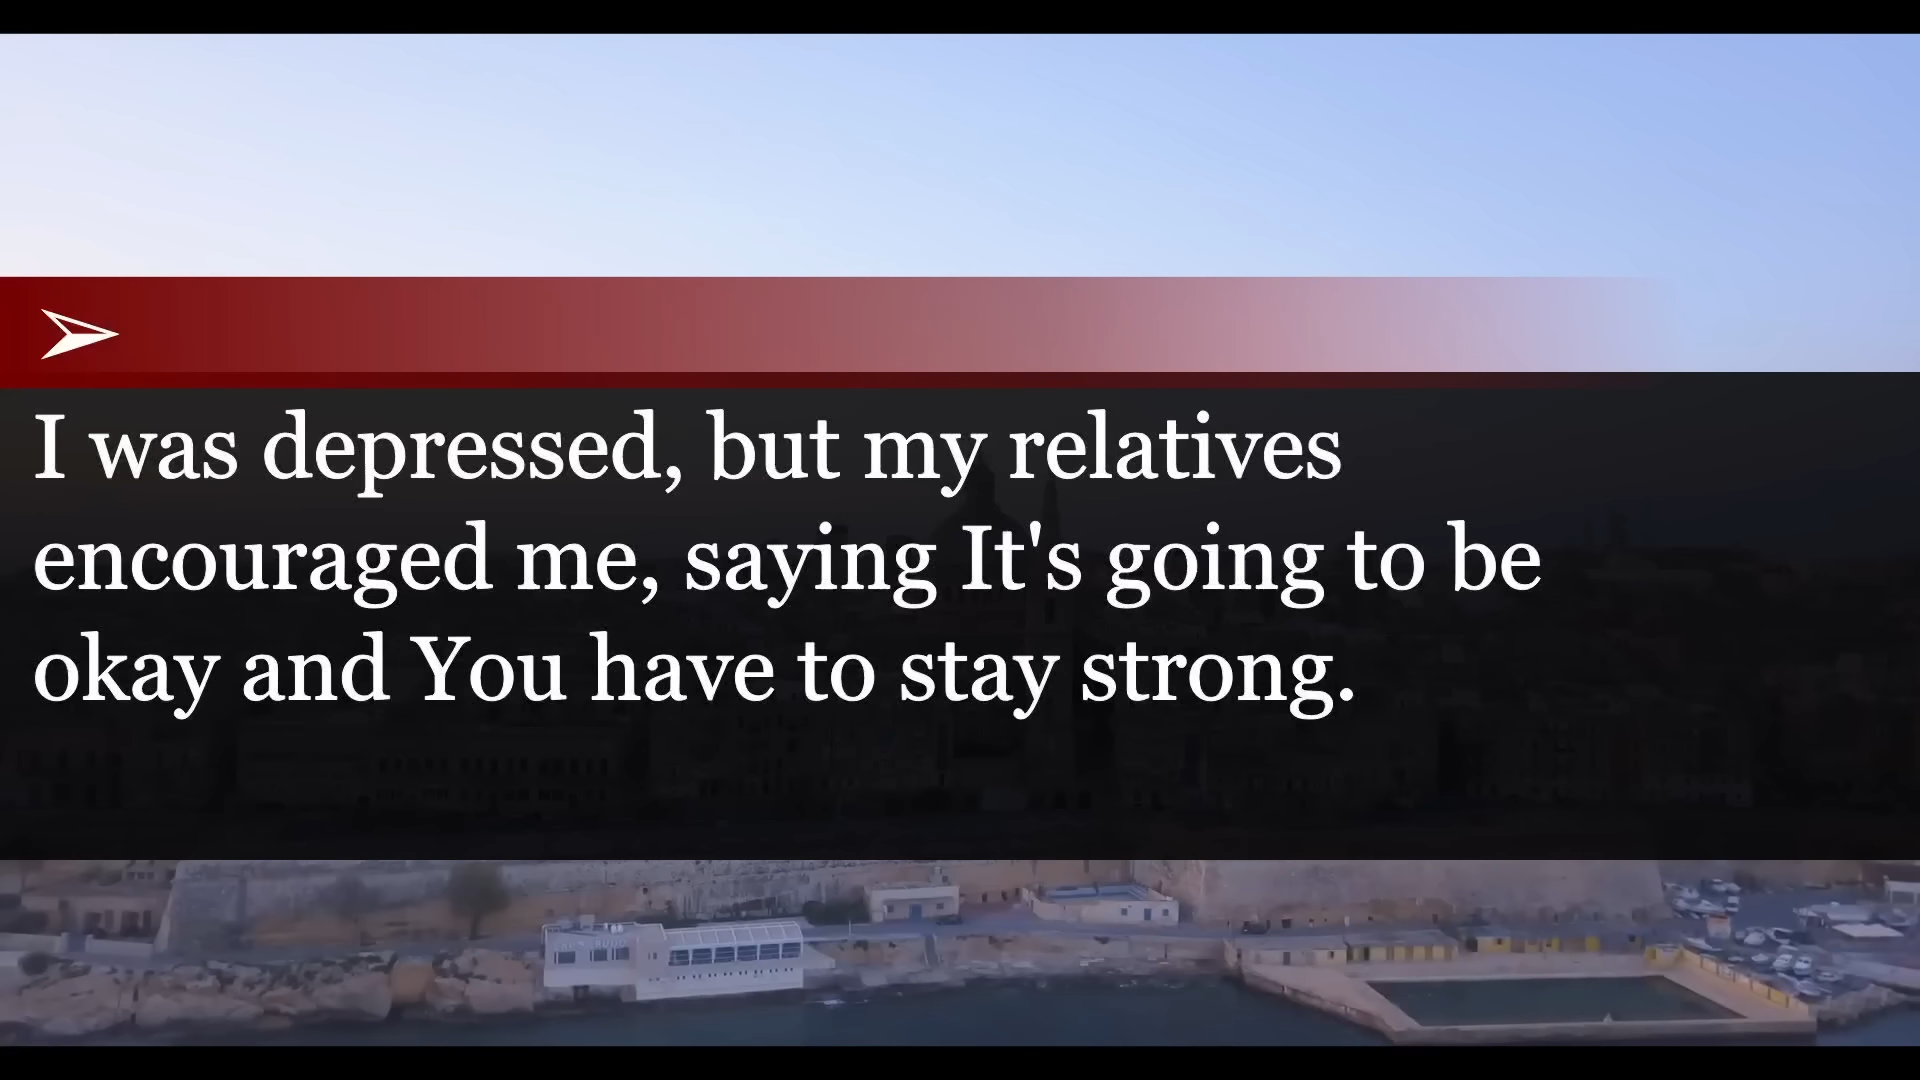 I was depressed, but my relatives
encouraged me, saying It's going to be
okay and You have to stay strong.